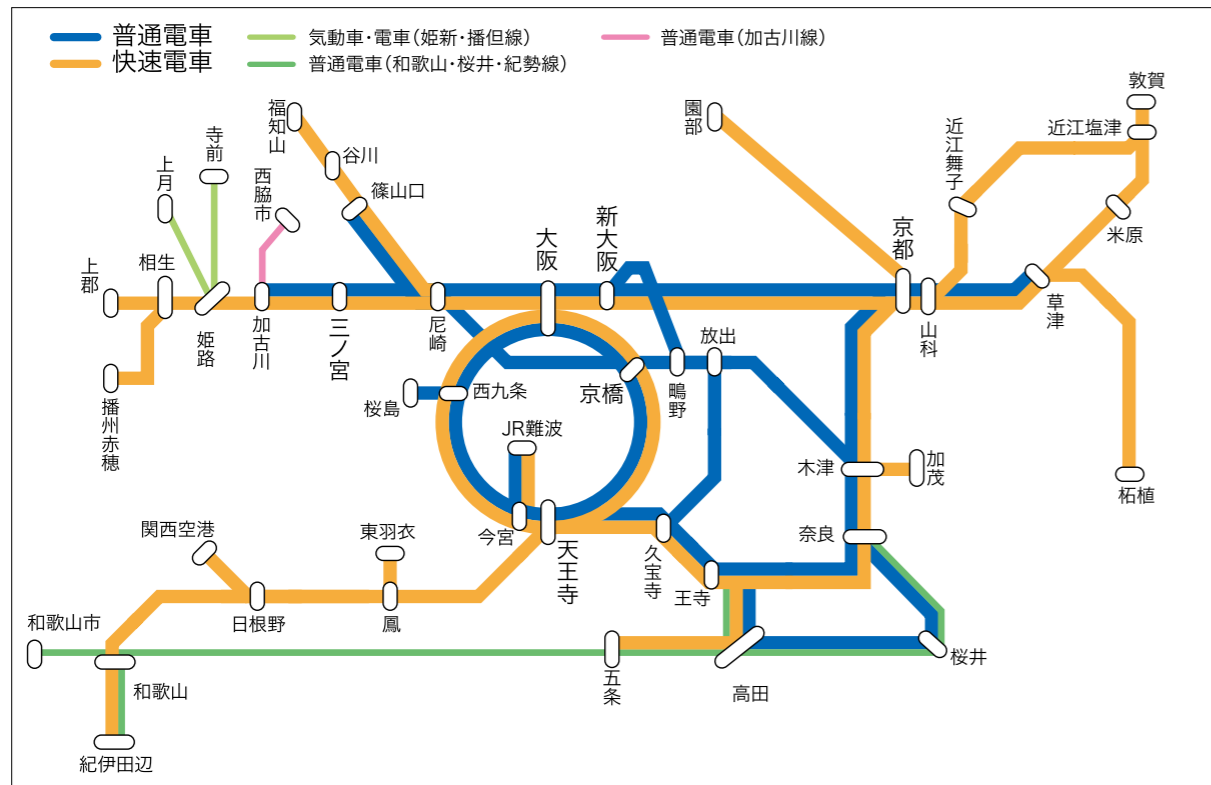 普通電車
快速電車
気動車・電車（姫新・播但線）
普通電車（和歌山・桜井・紀勢線）
普通電車（加古川線）
敦賀
近江塩津
園部
近江舞子
福知山
寺前
谷川
上月
西脇市
篠山口
米原
大阪
新大阪
京都
相生
上郡
姫路
加古川
三ノ宮
尼崎
山科
草津
放出
播州赤穂
桜島
西九条
京橋
鴫野
JR難波
木津
加茂
柘植
関西空港
東羽衣
今宮
天王寺
久宝寺
奈良
王寺
和歌山市
日根野
鳳
桜井
和歌山
五条
高田
紀伊田辺